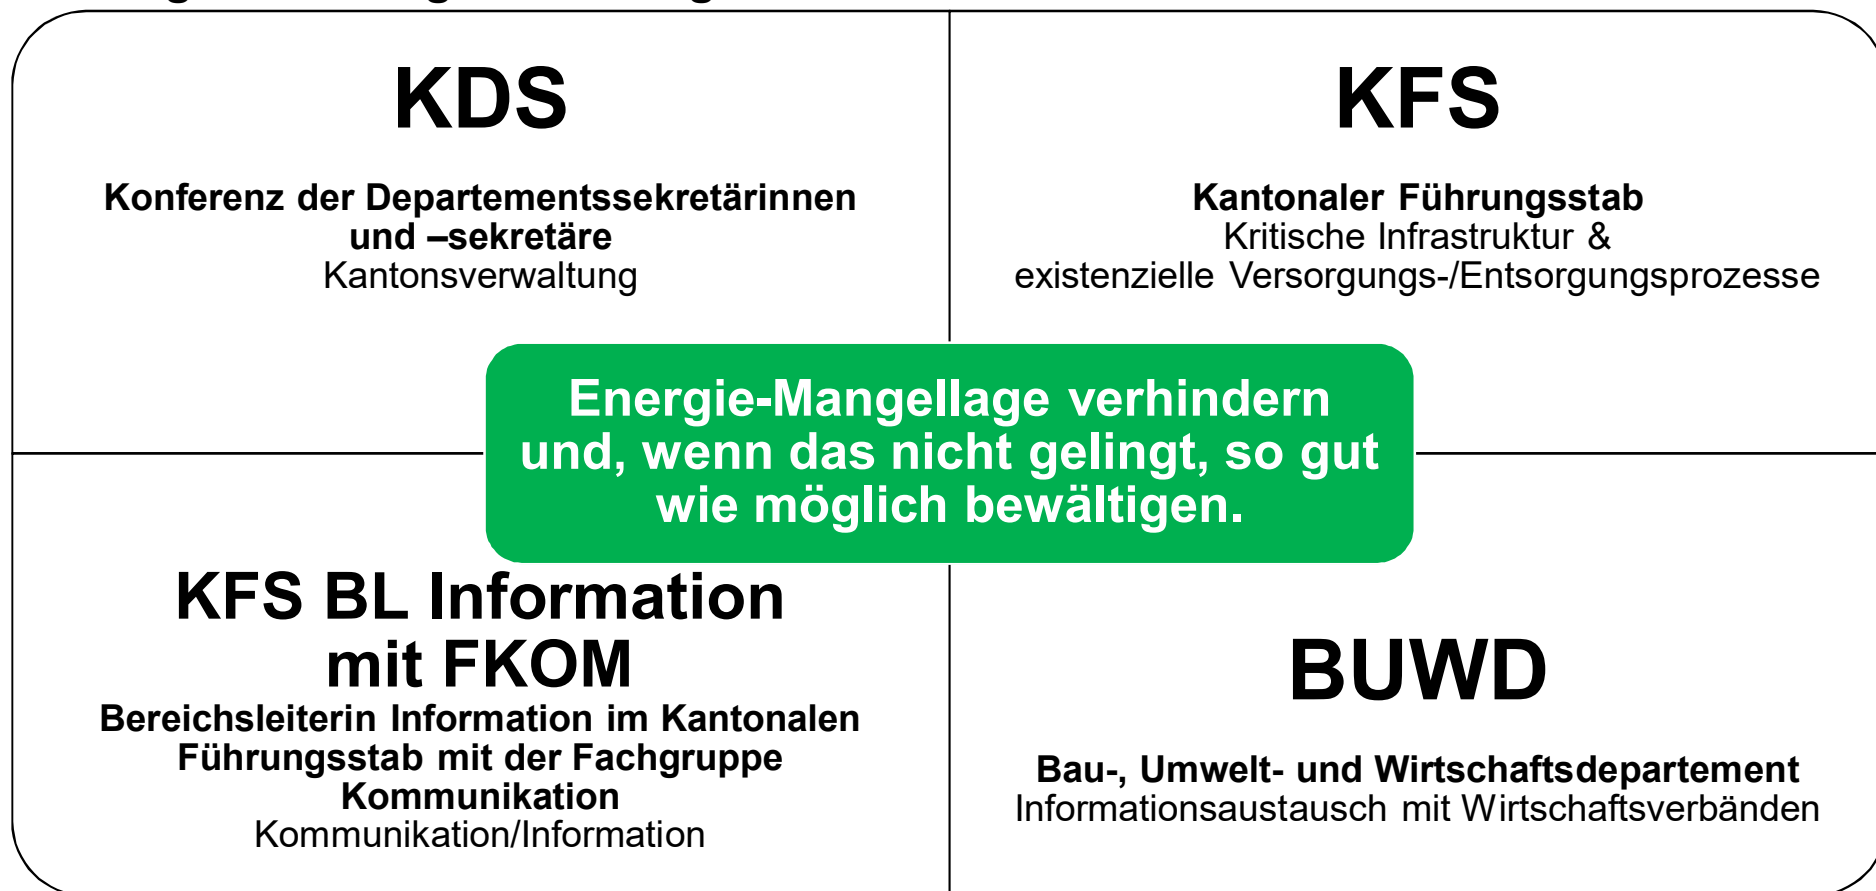 KDS
Konferenz der Departementssekretärinnen
und –sekretäre
Kantonsverwaltung
KFS
Kantonaler Führungsstab
Kritische Infrastruktur &
existenzielle Versorgungs-/Entsorgungsprozesse
Energie-Mangellage verhindern
und, wenn das nicht gelingt, so gut
wie möglich bewältigen.
KFS BL Information
mit FKOM
Bereichsleiterin Information im Kantonalen
Führungsstab mit der Fachgruppe
Kommunikation
Kommunikation/Information
BUWD
Bau-, Umwelt- und Wirtschaftsdepartement
Informationsaustausch mit Wirtschaftsverbänden